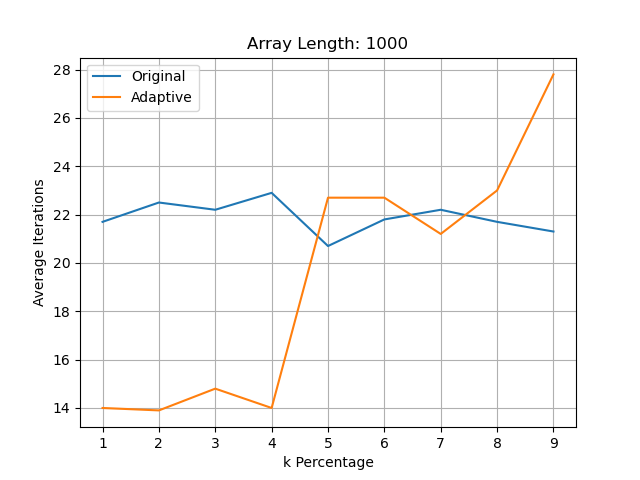 Array Length: 1000
Original
Adaptive
28
26
24
22
20
18
16
14
Average Iterations
1 2 3 4 5 6 7 8 9
k Percentage